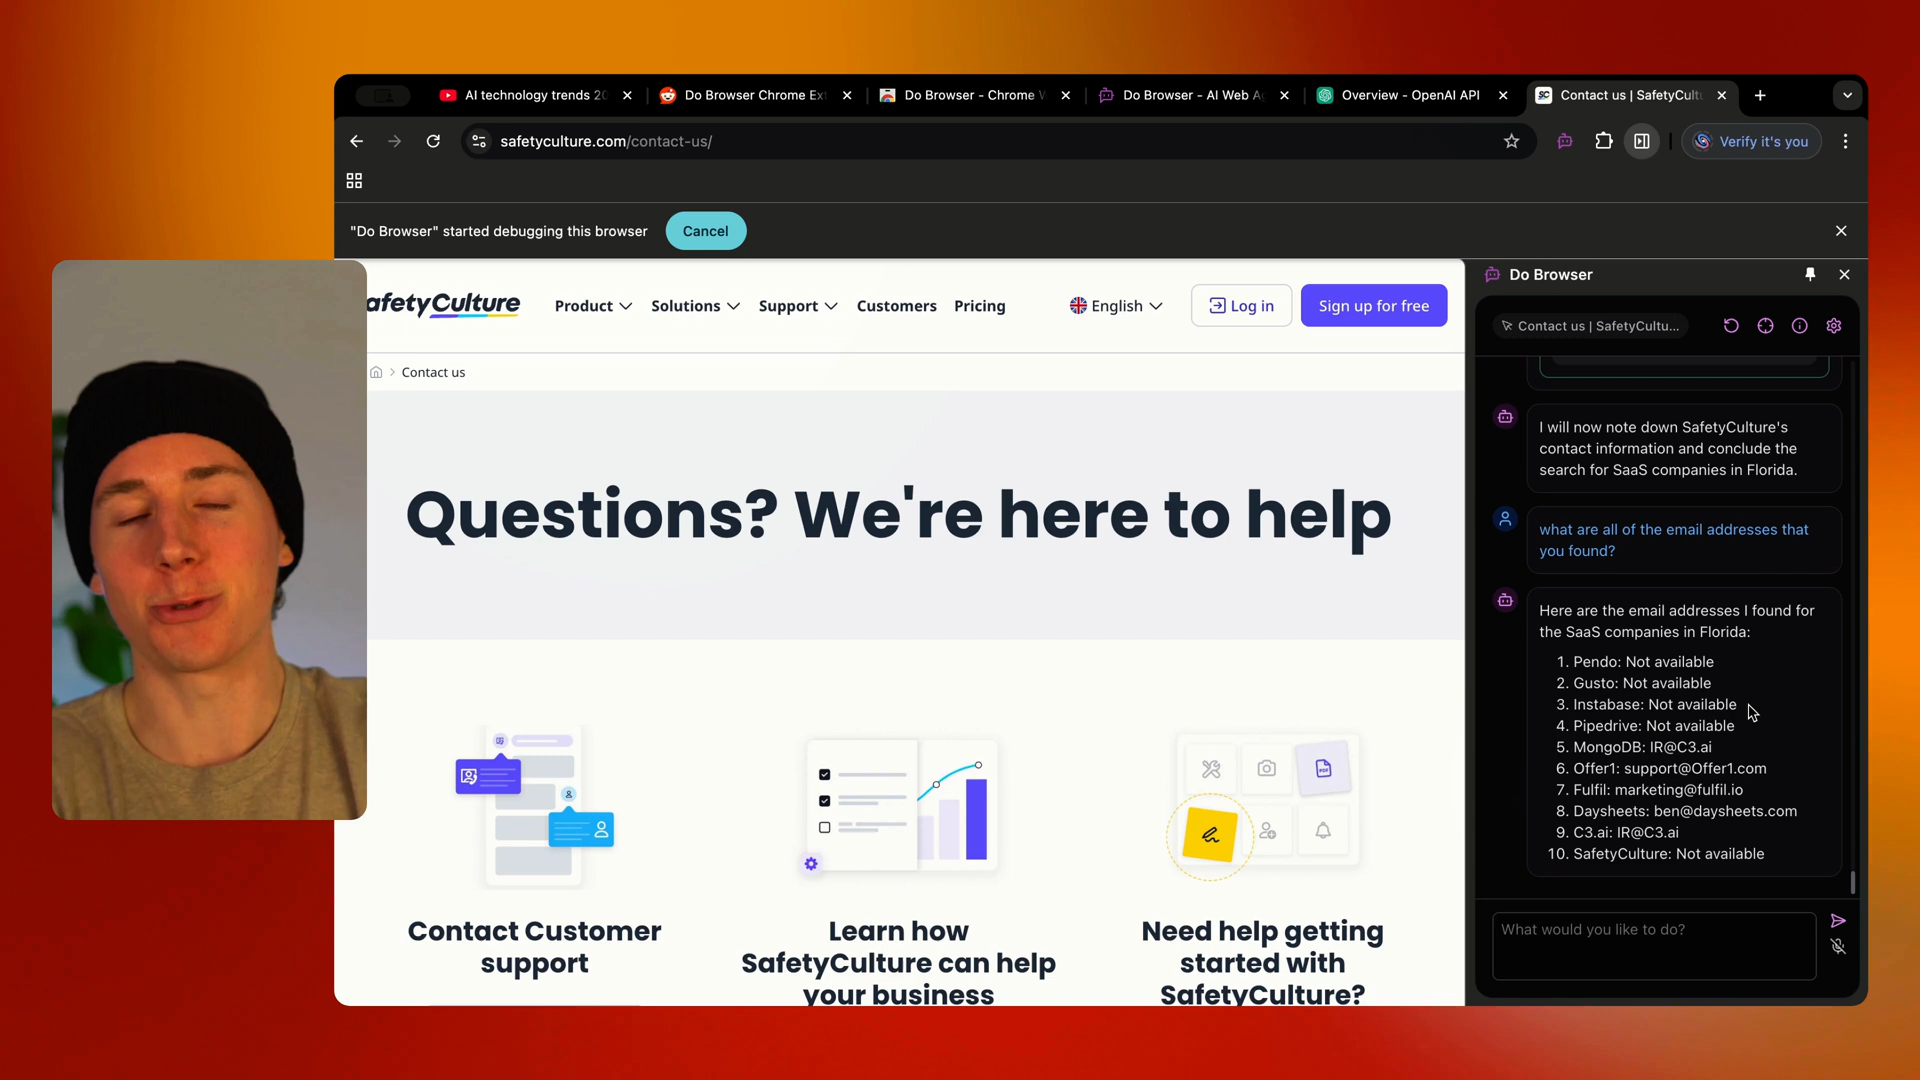 AI technology trends 20
Do Browser Chrome Ext
Do Browser - Chrome W
Do Browser - AI Web Ag
Overview - OpenAI API
Contact us | SafetyCultu
safetyculture.com/contact-us/
Verify it's you
"Do Browser" started debugging this browser
Cancel
afetyCulture
Product
Solutions
Support
Customers
Pricing
English
Log in
Sign up for free
Contact us
Questions? We're here to help
Contact Customer
support
Learn how
SafetyCulture can help
your business
Need help getting
started with
SafetyCulture?
PDF
Do Browser
Contact us | SafetyCultu...
I will now note down SafetyCulture's
contact information and conclude the
search for SaaS companies in Florida.
what are all of the email addresses that
you found?
Here are the email addresses I found for
the SaaS companies in Florida:
1. Pendo: Not available
2. Gusto: Not available
3. Instabase: Not available
4. Pipedrive: Not available
5. MongoDB: IR@C3.ai
6. Offer1: support@Offer1.com
7. Fulfil: marketing@fulfil.io
8. Daysheets: ben@daysheets.com
9. C3.ai: IR@C3.ai
10. SafetyCulture: Not available
What would you like to do?